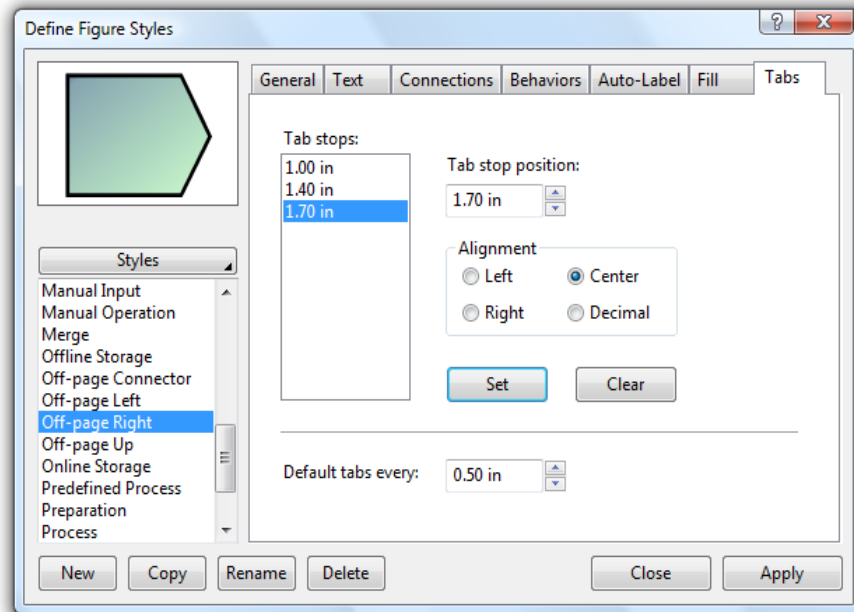 Define Figure Styles
?
General Text Connections Behaviors Auto-Label Fill Tabs
Tab stops:
1.00 in
1.40 in
1.70 in
Tab stop position:
1.70 in
Alignment
Left Center
Right Decimal
Set Clear
Default tabs every: 0.50 in
Styles
Manual Input
Manual Operation
Merge
Offline Storage
Off-page Connector
Off-page Left
Off-page Right
Off-page Up
Online Storage
Predefined Process
Preparation
Process
New Copy Rename Delete Close Apply